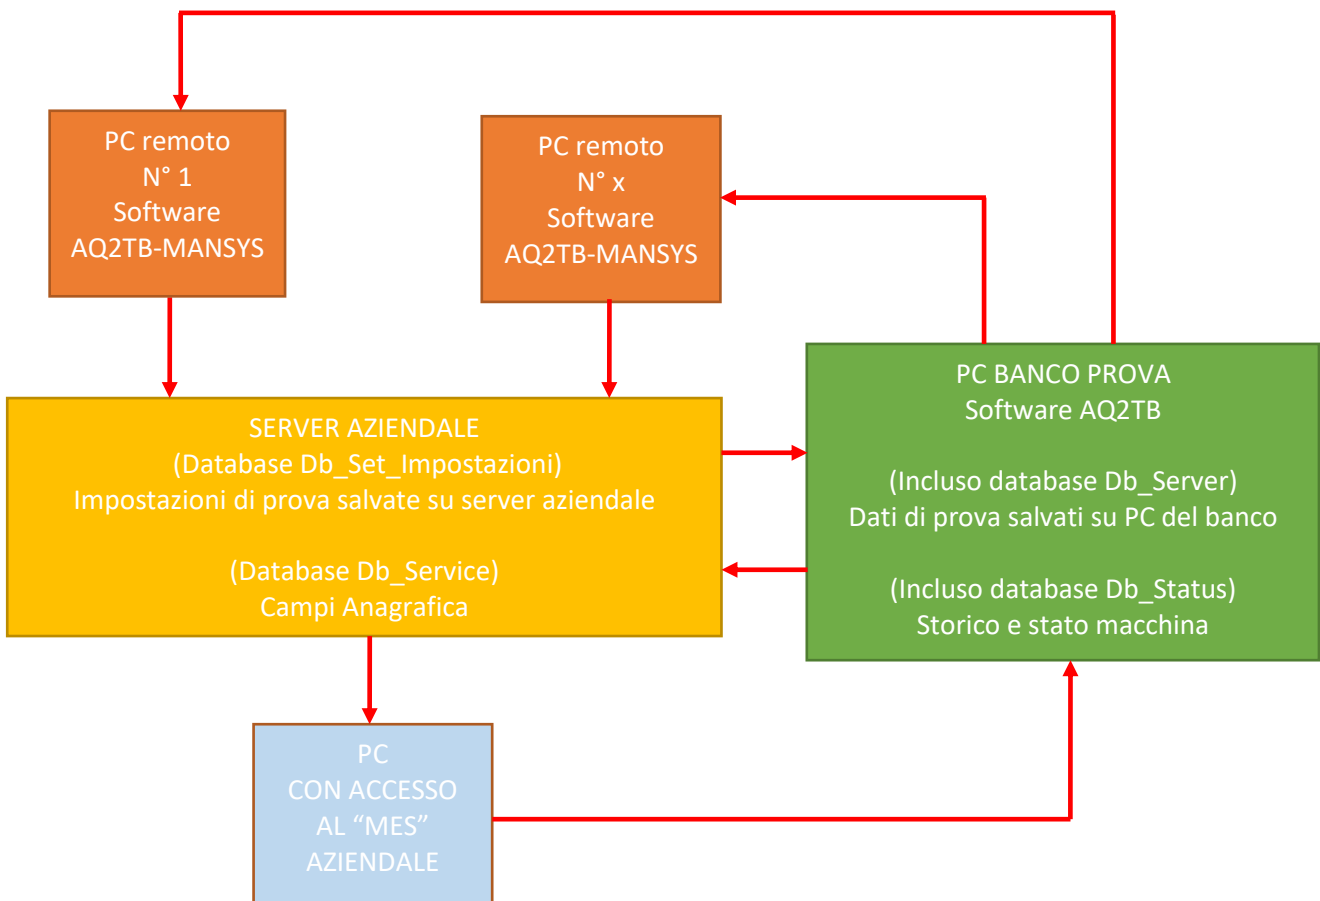 PC remoto
N° 1
Software
AQ2TB-MANSYS
PC remoto
N° x
Software
AQ2TB-MANSYS
SERVER AZIENDALE
(Database Db_Set_Impostazioni)
Impostazioni di prova salvate su server aziendale
(Database Db_Service)
Campi Anagrafica
PC BANCO PROVA
Software AQ2TB
(Incluso database Db_Server)
Dati di prova salvati su PC del banco
(Incluso database Db_Status)
Storico e stato macchina
PC
CON ACCESSO
AL “MES”
AZIENDALE